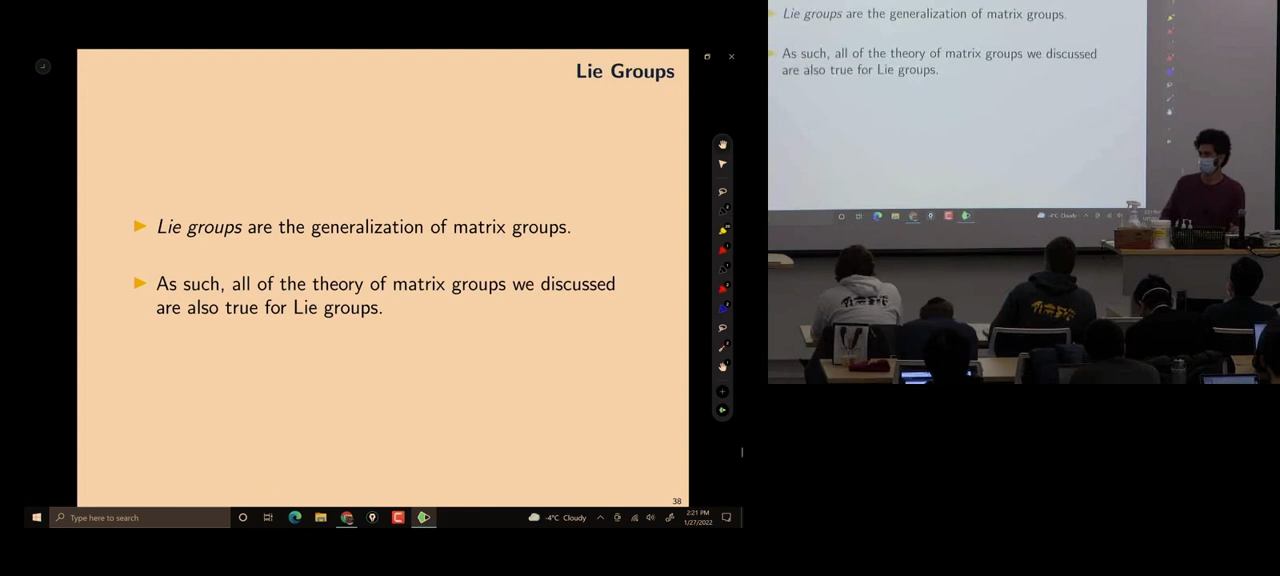 Lie Groups
Lie groups are the generalization of matrix groups.
As such, all of the theory of matrix groups we discussed
are also true for Lie groups.
38
Type here to search
-4°C Cloudy
2:21 PM
1/27/2022
Lie groups are the generalization of matrix groups.
As such, all of the theory of matrix groups we discussed
are also true for Lie groups.
-4°C Cloudy